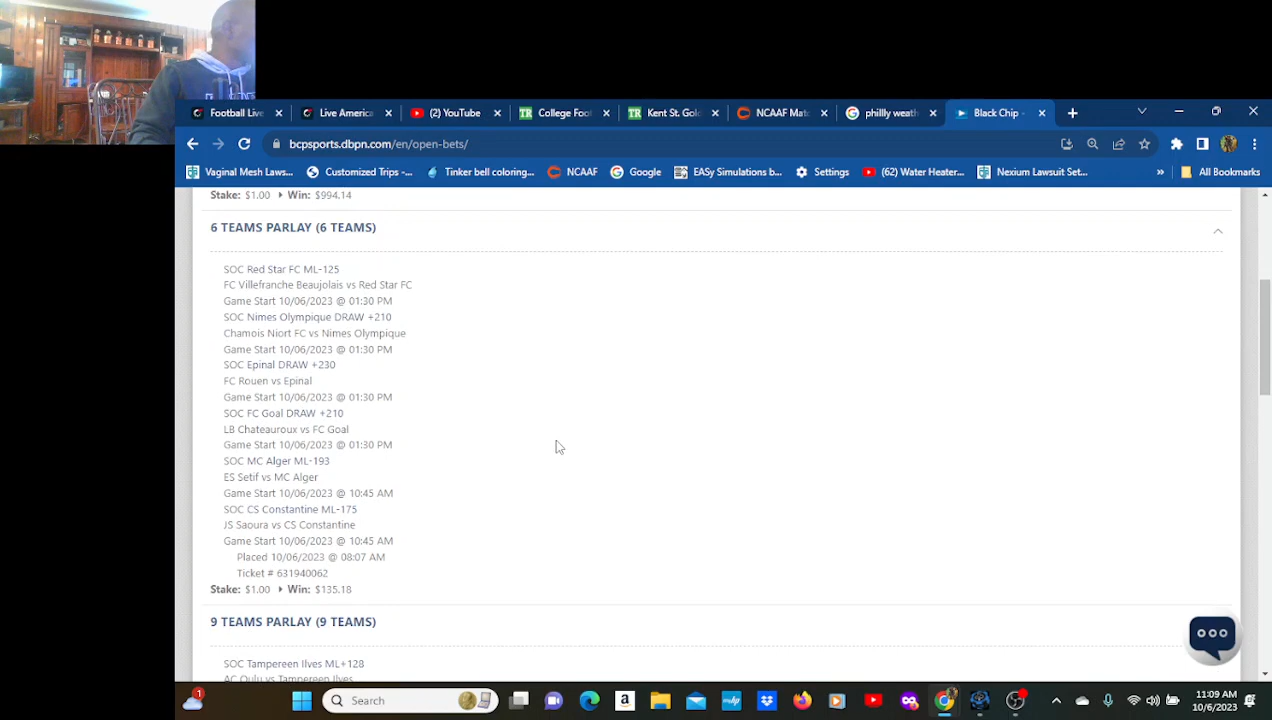 Football Live
Live America
(2) YouTube
College Foot
Kent St. Gold
NCAAF Matc
phillly weath
Black Chip -
bcpsports.dbpn.com/en/open-bets/
Vaginal Mesh Laws...
Customized Trips -...
Tinker bell coloring...
NCAAF
Google
EASy Simulations b...
Settings
(62) Water Heater...
Nexium Lawsuit Set...
»
All Bookmarks
Stake: $1.00 Win: $994.14
6 TEAMS PARLAY (6 TEAMS)
SOC Red Star FC ML-125
FC Villefranche Beaujolais vs Red Star FC
Game Start 10/06/2023 @ 01:30 PM
SOC Nimes Olympique DRAW +210
Chamois Niort FC vs Nimes Olympique
Game Start 10/06/2023 @ 01:30 PM
SOC Epinal DRAW +230
FC Rouen vs Epinal
Game Start 10/06/2023 @ 01:30 PM
SOC FC Goal DRAW +210
LB Chateauroux vs FC Goal
Game Start 10/06/2023 @ 01:30 PM
SOC MC Alger ML-193
ES Setif vs MC Alger
Game Start 10/06/2023 @ 10:45 AM
SOC CS Constantine ML-175
JS Saoura vs CS Constantine
Game Start 10/06/2023 @ 10:45 AM
Placed 10/06/2023 @ 08:07 AM
Ticket # 631940062
Stake: $1.00 Win: $135.18
9 TEAMS PARLAY (9 TEAMS)
SOC Tampereen Ilves ML+128
AC Oulu vs Tampereen Ilves
1
Search
11:09 AM
10/6/2023